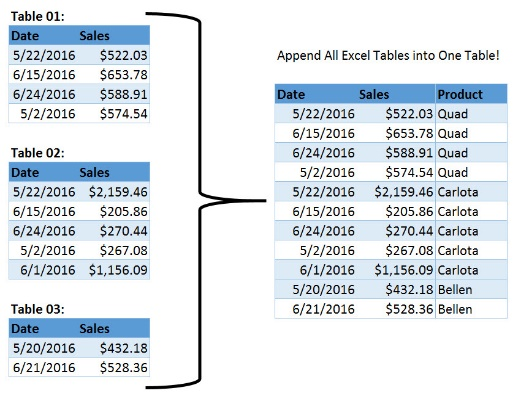 Table 01:
Date Sales
5/22/2016 $522.03
6/15/2016 $653.78
6/24/2016 $588.91
5/2/2016 $574.54
Table 02:
Date Sales
5/22/2016 $2,159.46
6/15/2016 $205.86
6/24/2016 $270.44
5/2/2016 $267.08
6/1/2016 $1,156.09
Table 03:
Date Sales
5/20/2016 $432.18
6/21/2016 $528.36
Append All Excel Tables into One Table!
Date Sales Product
5/22/2016 $522.03 Quad
6/15/2016 $653.78 Quad
6/24/2016 $588.91 Quad
5/2/2016 $574.54 Quad
5/22/2016 $2,159.46 Carlota
6/15/2016 $205.86 Carlota
6/24/2016 $270.44 Carlota
5/2/2016 $267.08 Carlota
6/1/2016 $1,156.09 Carlota
5/20/2016 $432.18 Bellen
6/21/2016 $528.36 Bellen